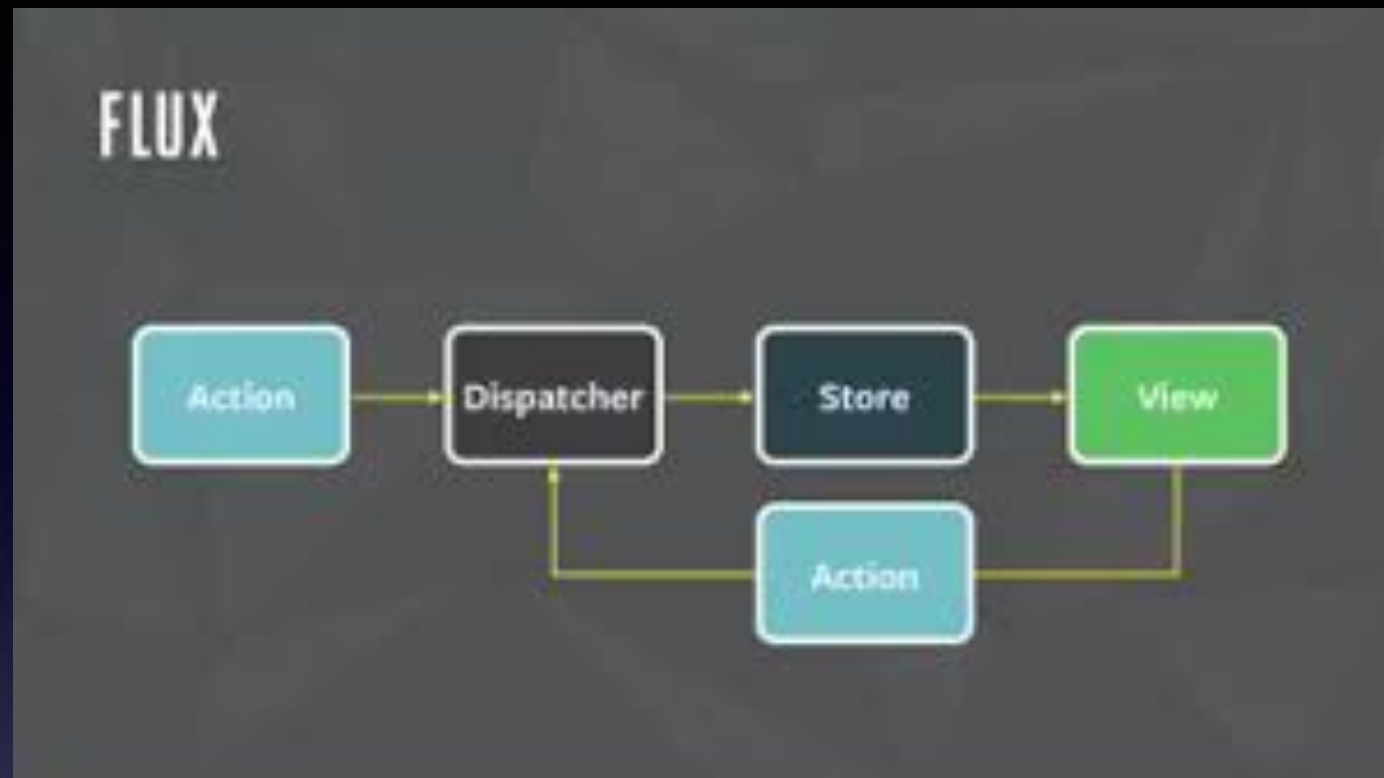 FLUX
Action
Dispatcher
Store
View
Action